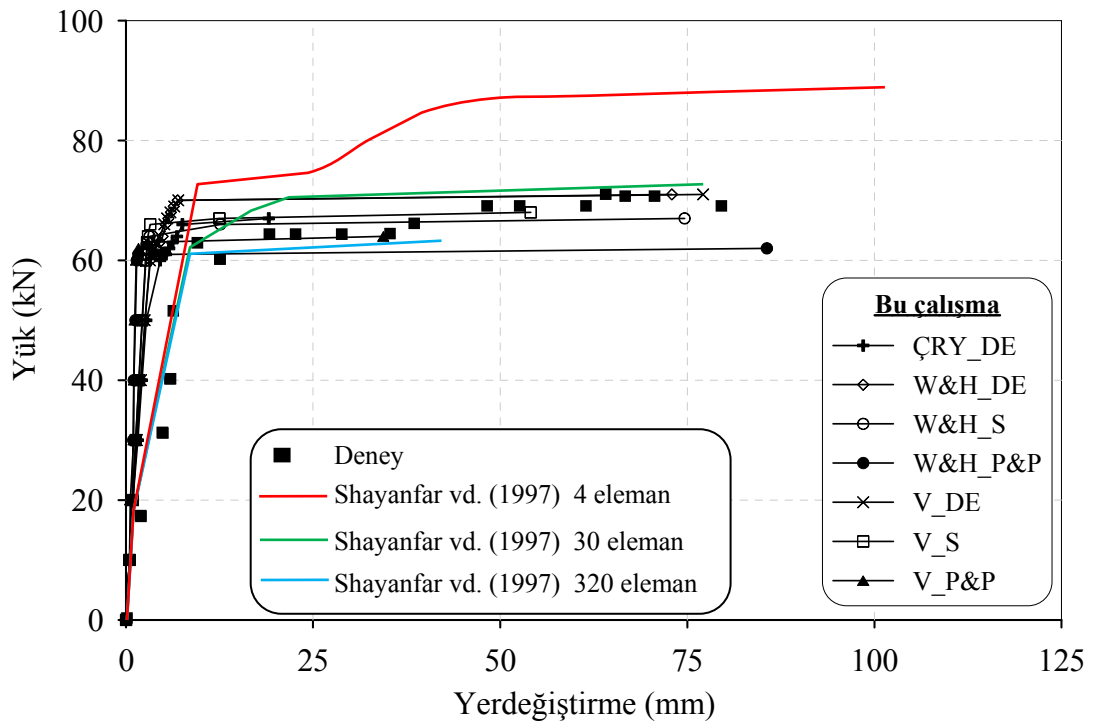 100
80
60
40
20
0
Yük (kN)
0
25
50
75
100
125
Yerdeğiştirme (mm)
Deney
Shayanfar vd. (1997) 4 eleman
Shayanfar vd. (1997) 30 eleman
Shayanfar vd. (1997) 320 eleman
Bu çalışma
ÇRY_DE
W&H_DE
W&H_S
W&H_P&P
V_DE
V_S
V_P&P